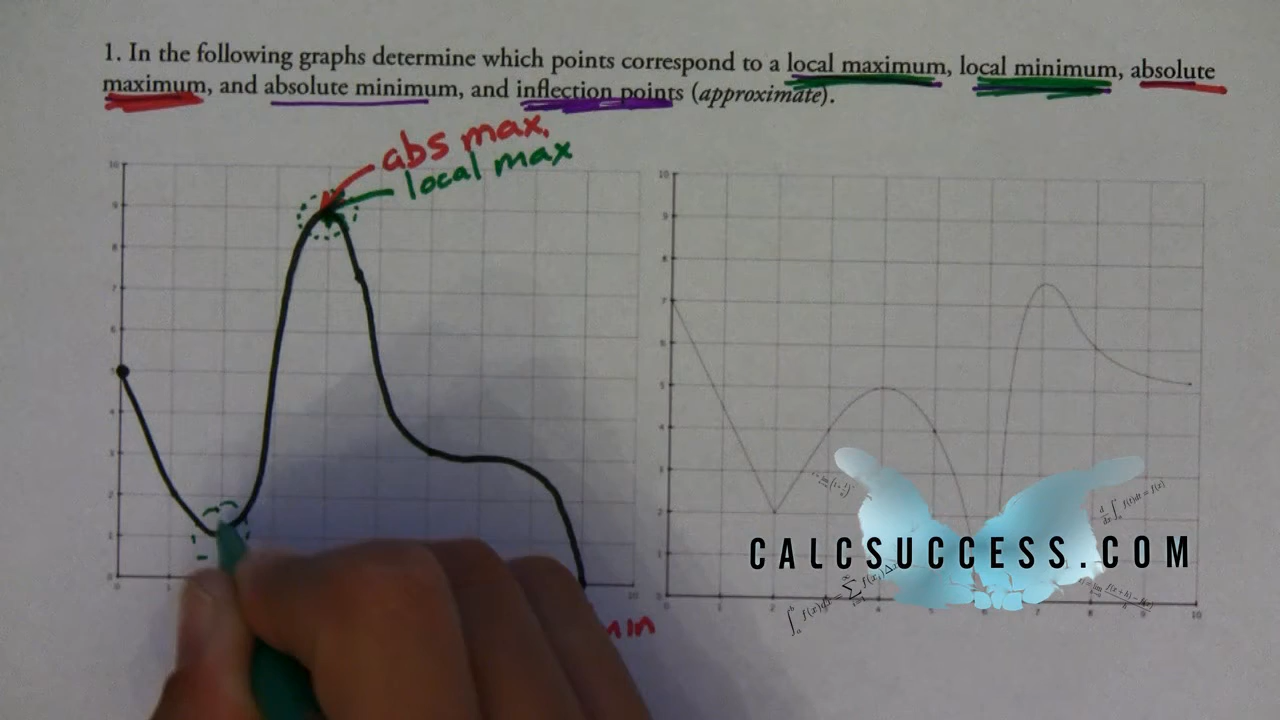 1. In the following graphs determine which points correspond to a local maximum, local minimum, absolute
maximum, and absolute minimum, and inflection points (approximate).
abs max.
local max
min
CALCSUCCESS.COM